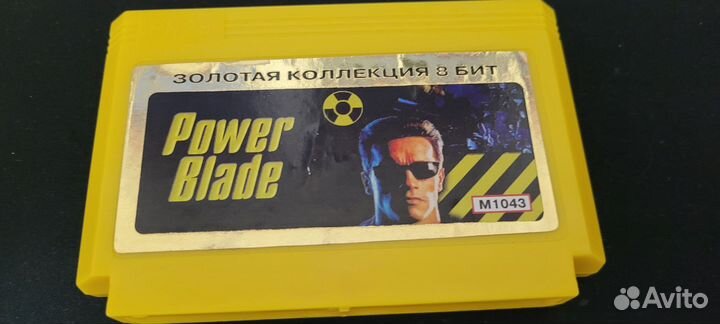 ЗОЛОТАЯ КОЛЛЕКЦИЯ 8 БИТ
Power
Blade
M1043
Avito